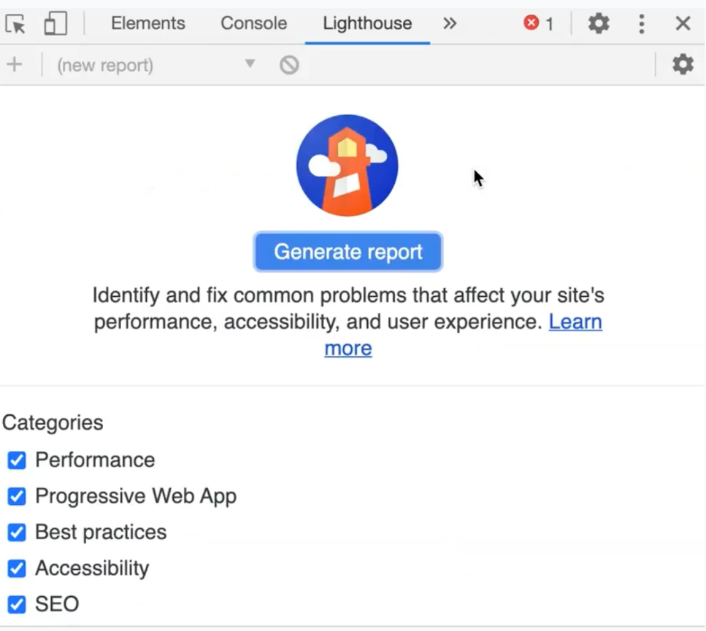 Elements Console Lighthouse » 1
(new report)
Generate report
Identify and fix common problems that affect your site's
performance, accessibility, and user experience. Learn
more
Categories
Performance
Progressive Web App
Best practices
Accessibility
SEO